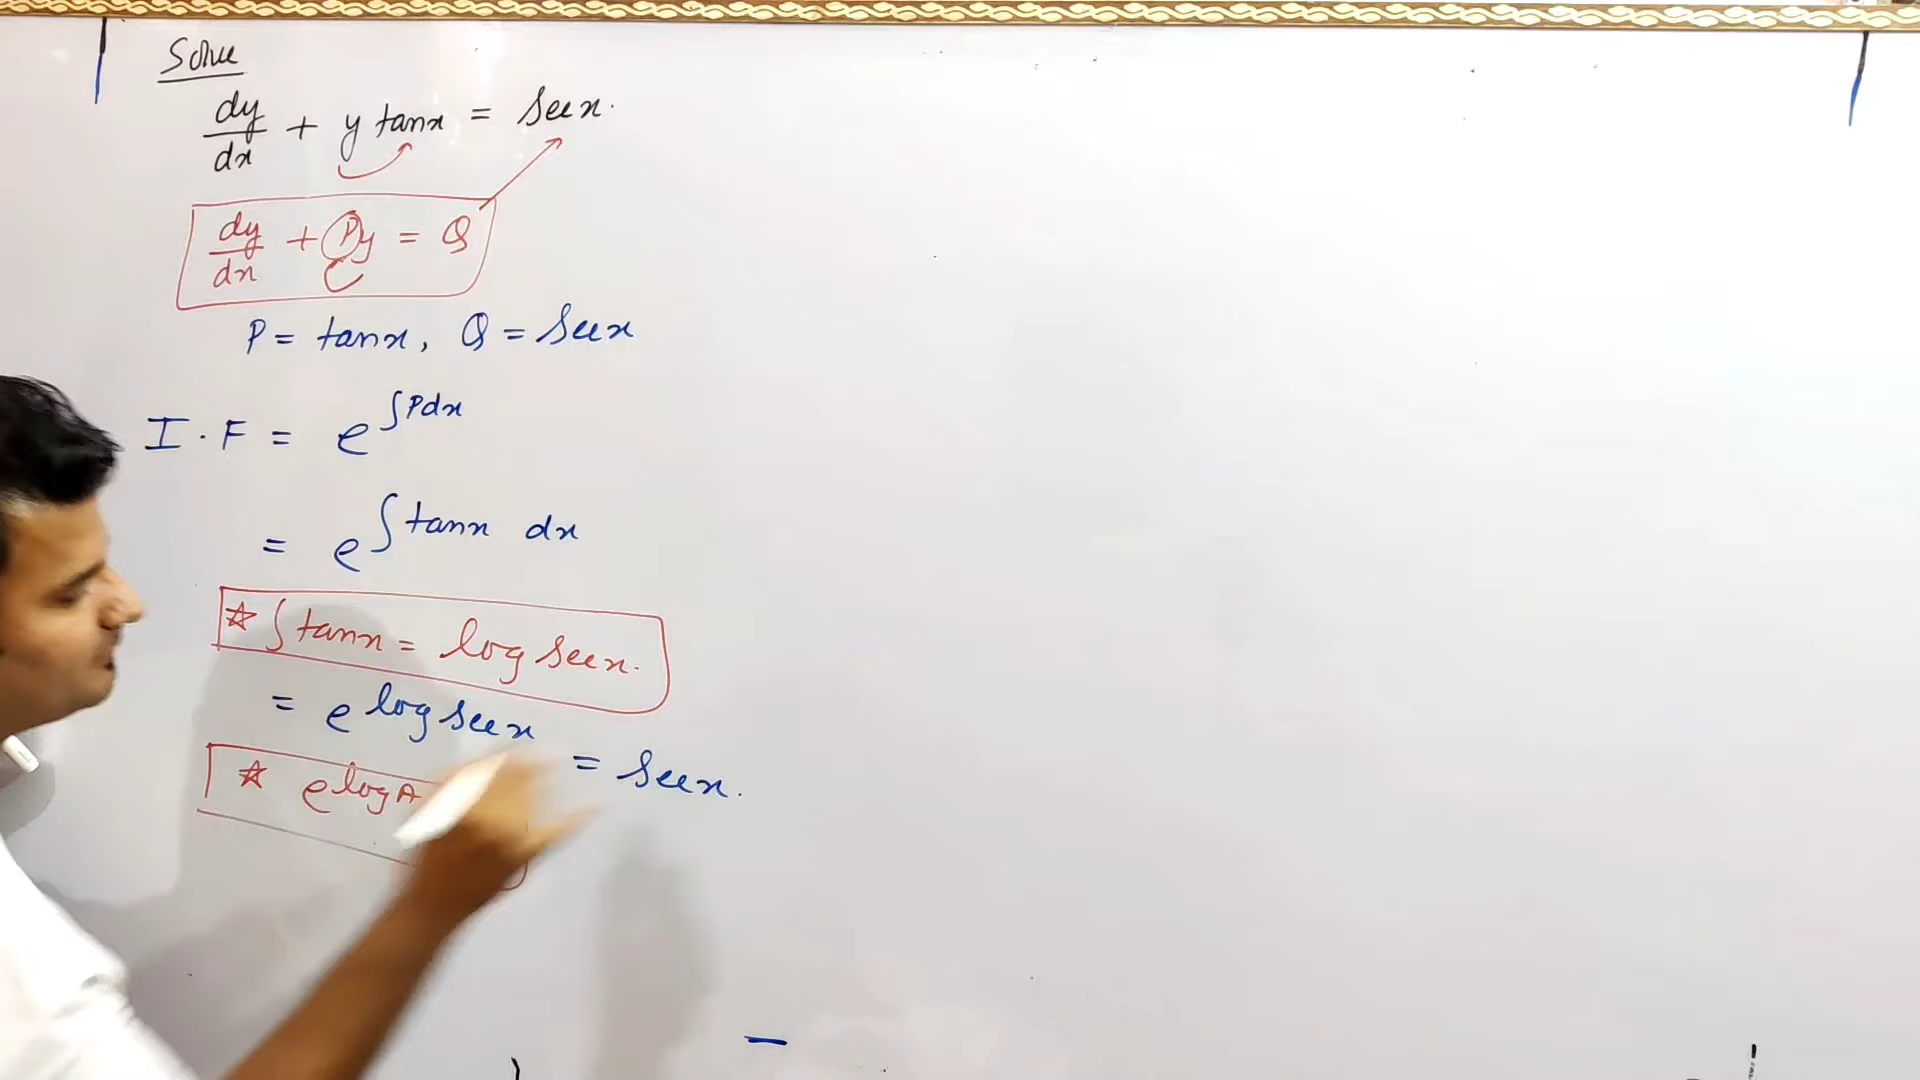 Solve
dy/dx + y tanx = Secx.
dy/dx + Py = Q
P = tanx, Q = Secx
I.F = e^∫Pdx
= e^∫tanx dx
☆ ∫tanx = log Secx.
= e^log Secx = Secx.
☆ e^logA